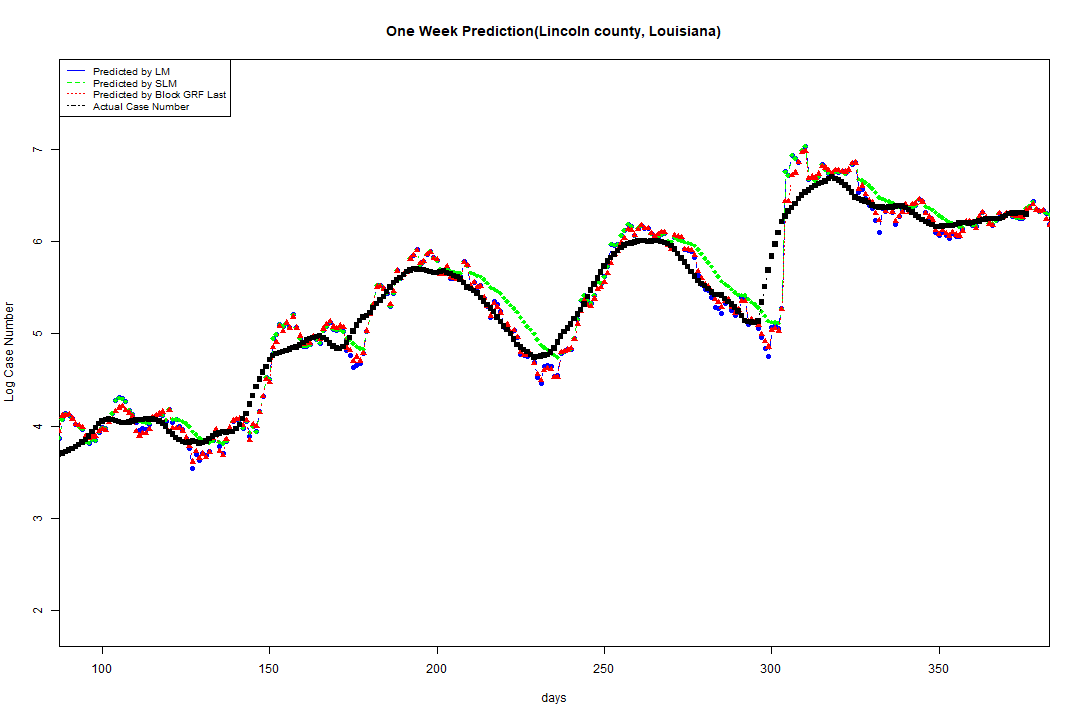 One Week Prediction(Lincoln county, Louisiana)
Predicted by LM
Predicted by SLM
Predicted by Block GRF Last
Actual Case Number
7
6
5
4
3
2
Log Case Number
100 150 200 250 300 350
days